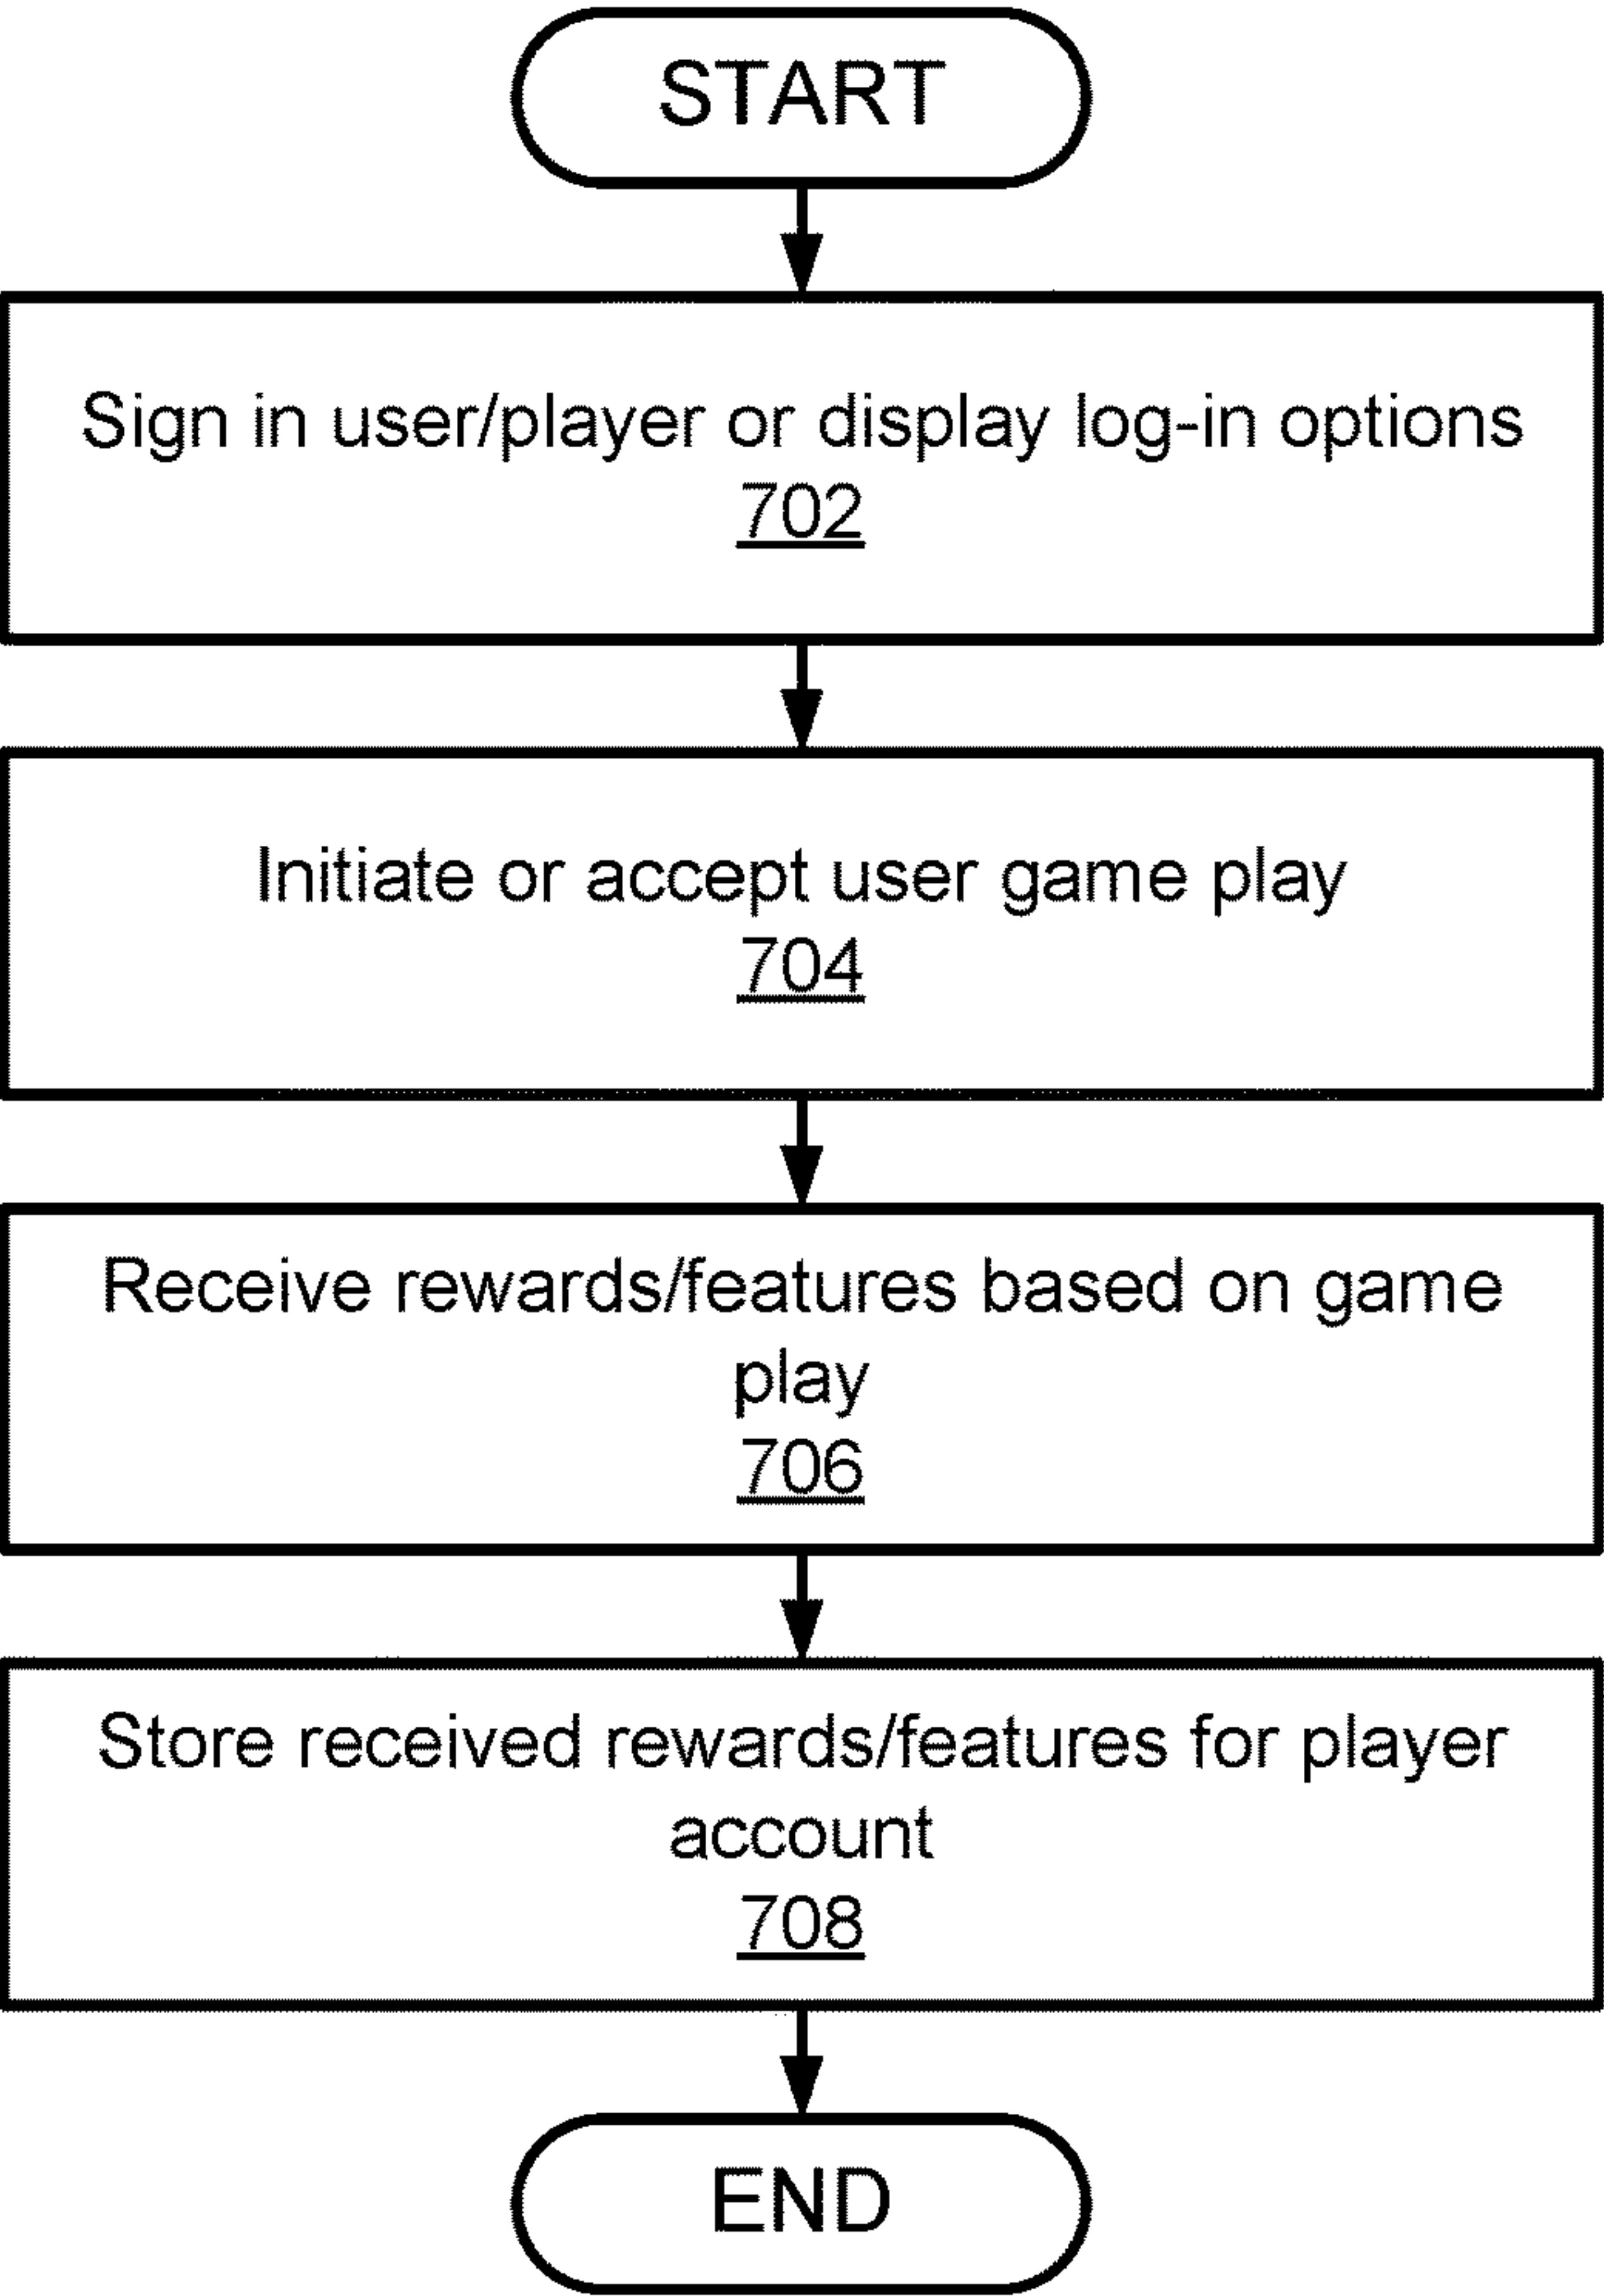 START
Sign in user/player or display log-in options
702
Initiate or accept user game play
704
Receive rewards/features based on game
play
706
Store received rewards/features for player
account
708
END